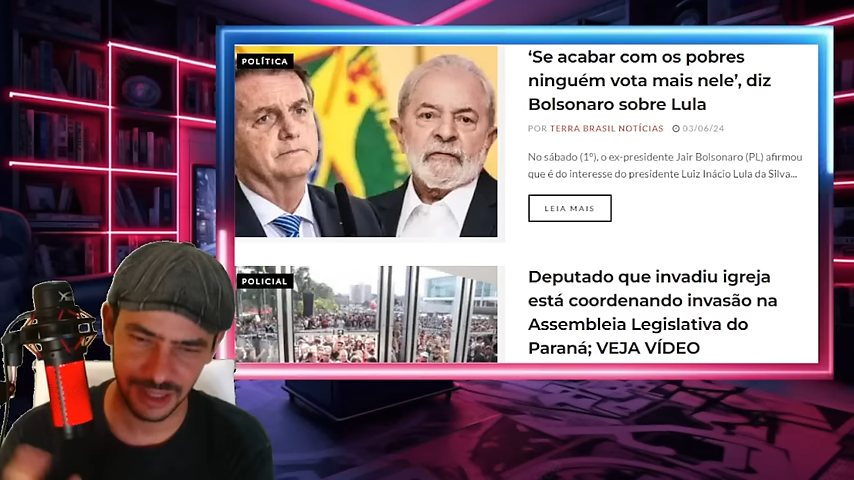 POLÍTICA
‘Se acabar com os pobres
ninguém vota mais nele’, diz
Bolsonaro sobre Lula
POR TERRA BRASIL NOTÍCIAS 03/06/24
No sábado (1º), o ex-presidente Jair Bolsonaro (PL) afirmou
que é do interesse do presidente Luiz Inácio Lula da Silva...
LEIA MAIS
POLICIAL
Deputado que invadiu igreja
está coordenando invasão na
Assembleia Legislativa do
Paraná; VEJA VÍDEO